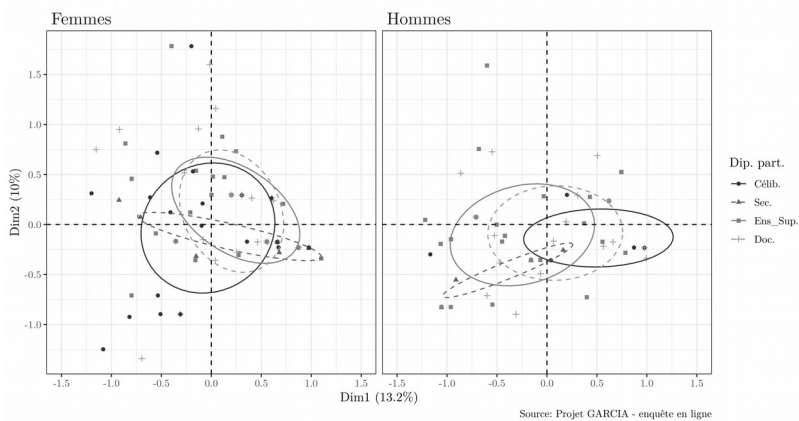 Femmes
Hommes
1.5
1.0
0.5
0.0
-0.5
-1.0
Dim2 (10%)
-1.5 -1.0 -0.5 0.0 0.5 1.0 1.5
-1.5 -1.0 -0.5 0.0 0.5 1.0 1.5
Dim1 (13.2%)
Dip. part.
Célib.
Sec.
Ens_Sup.
Doc.
Source: Projet GARCIA - enquête en ligne